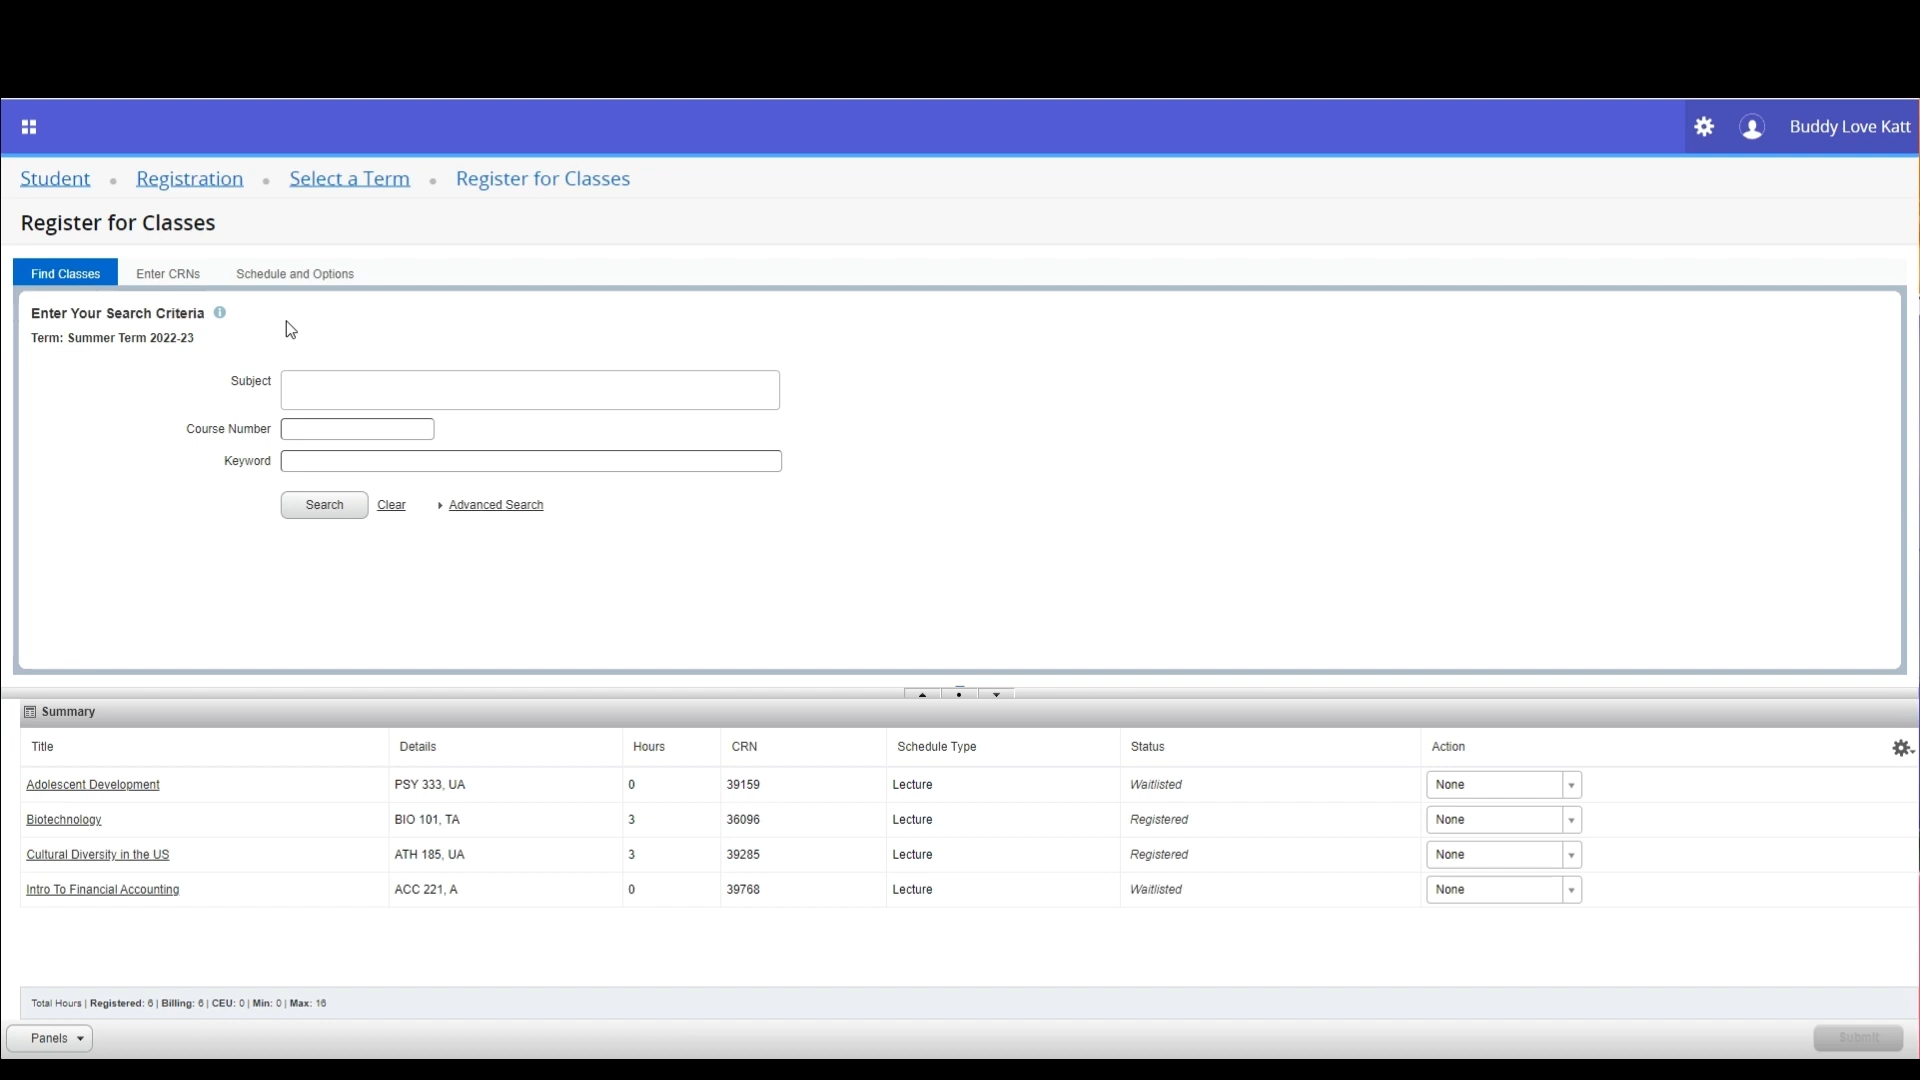 Buddy Love Katt
Student • Registration • Select a Term • Register for Classes
Register for Classes
Find Classes Enter CRNs Schedule and Options
Enter Your Search Criteria
Term: Summer Term 2022-23
Subject
Course Number
Keyword
Search Clear Advanced Search
Summary
Title Details Hours CRN Schedule Type Status Action
Adolescent Development PSY 333, UA 0 39159 Lecture Waitlisted None
Biotechnology BIO 101, TA 3 36096 Lecture Registered None
Cultural Diversity in the US ATH 185, UA 3 39285 Lecture Registered None
Intro To Financial Accounting ACC 221, A 0 39768 Lecture Waitlisted None
Total Hours | Registered: 6 | Billing: 6 | CEU: 0 | Min: 0 | Max: 16
Panels Submit